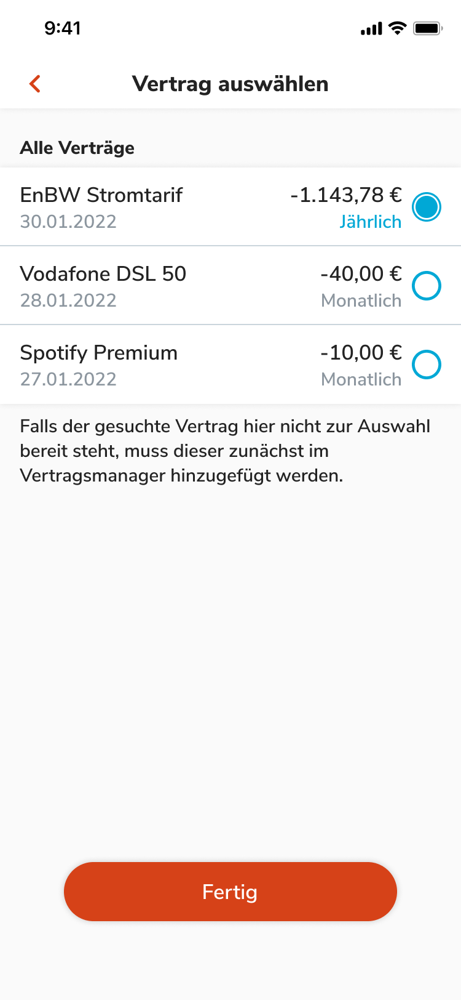 9:41
Vertrag auswählen
Alle Verträge
EnBW Stromtarif -1.143,78 €
30.01.2022 Jährlich
Vodafone DSL 50 -40,00 €
28.01.2022 Monatlich
Spotify Premium -10,00 €
27.01.2022 Monatlich
Falls der gesuchte Vertrag hier nicht zur Auswahl
bereit steht, muss dieser zunächst im
Vertragsmanager hinzugefügt werden.
Fertig